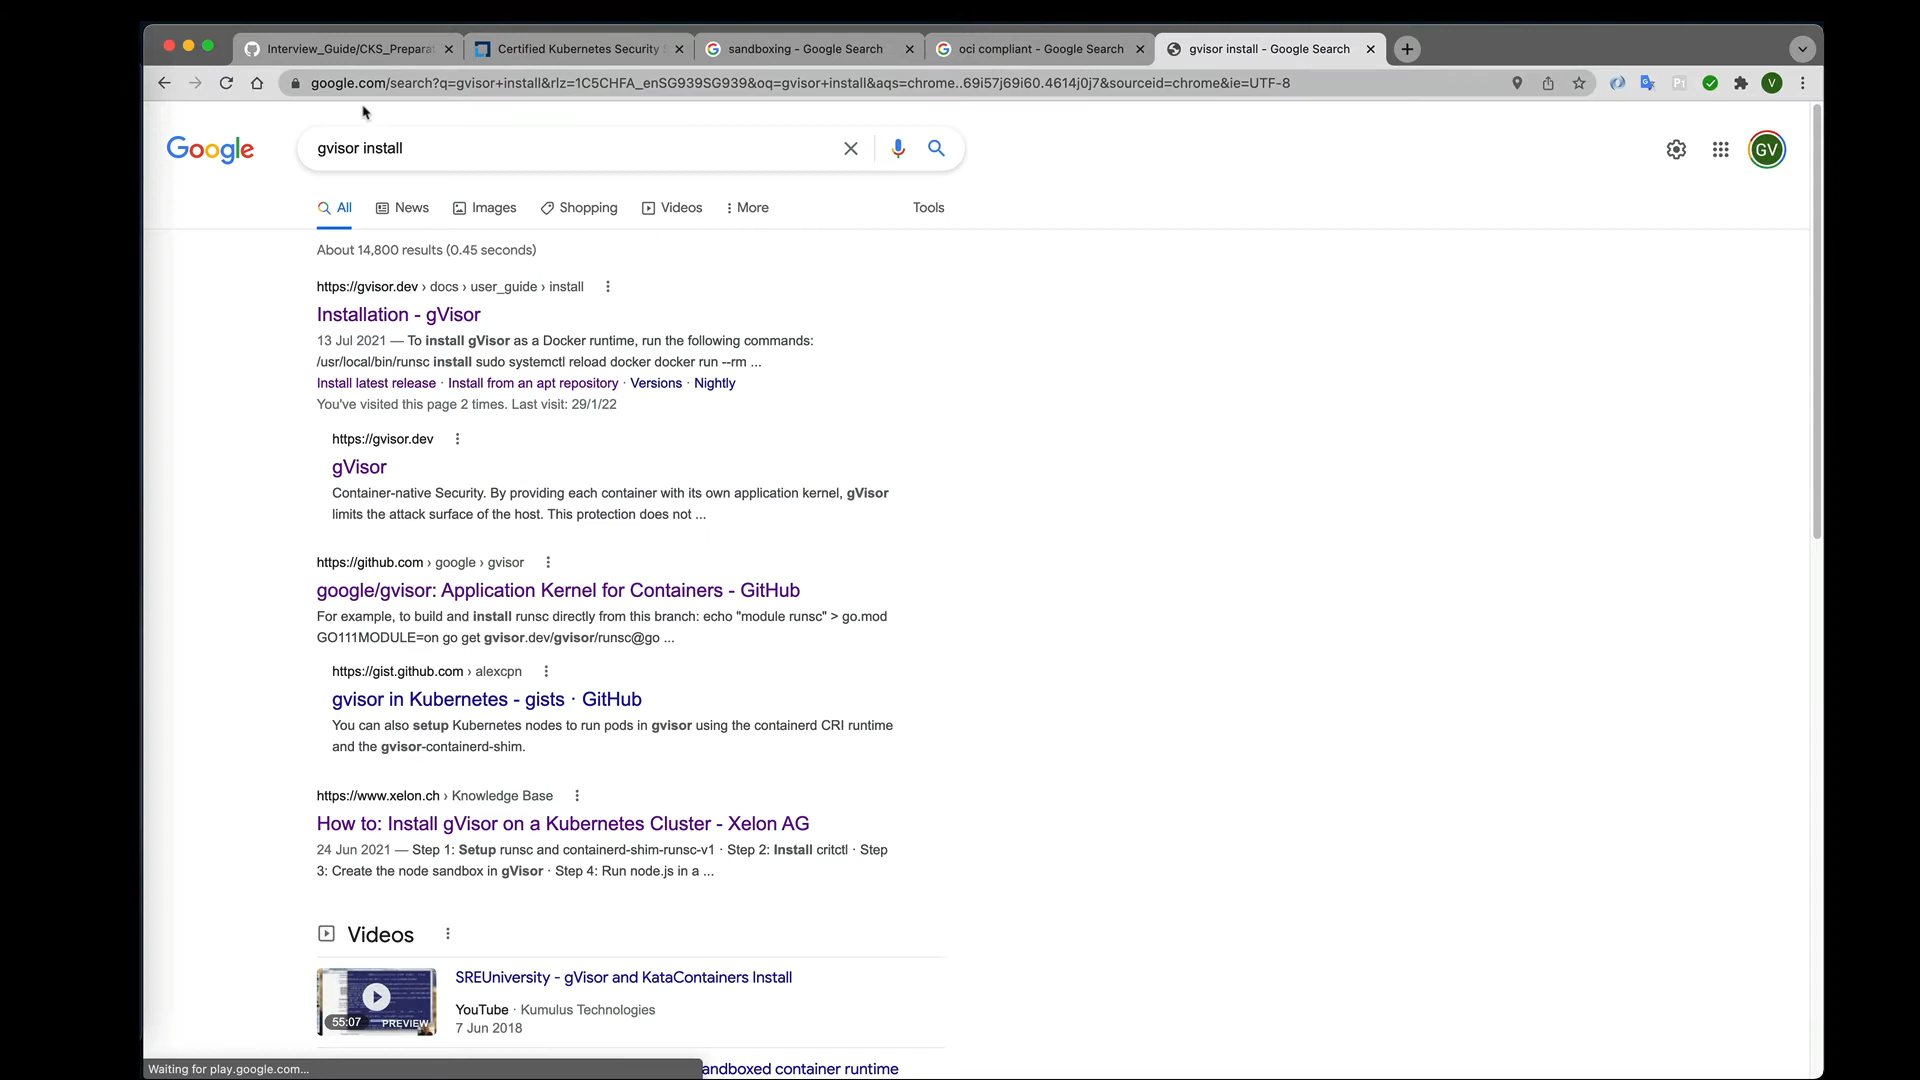 Interview_Guide/CKS_Preparat
Certified Kubernetes Security
sandboxing - Google Search
oci compliant - Google Search
gvisor install - Google Search
google.com/search?q=gvisor+install&rlz=1C5CHFA_enSG939SG939&oq=gvisor+install&aqs=chrome..69i57j69i60.4614j0j7&sourceid=chrome&ie=UTF-8
V
Google
gvisor install
GV
All
News
Images
Shopping
Videos
More
Tools
About 14,800 results (0.45 seconds)
https://gvisor.dev › docs › user_guide › install
Installation - gVisor
13 Jul 2021 — To install gVisor as a Docker runtime, run the following commands:
/usr/local/bin/runsc install sudo systemctl reload docker docker run --rm ...
Install latest release · Install from an apt repository · Versions · Nightly
You've visited this page 2 times. Last visit: 29/1/22
https://gvisor.dev
gVisor
Container-native Security. By providing each container with its own application kernel, gVisor
limits the attack surface of the host. This protection does not ...
https://github.com › google › gvisor
google/gvisor: Application Kernel for Containers - GitHub
For example, to build and install runsc directly from this branch: echo "module runsc" > go.mod
GO111MODULE=on go get gvisor.dev/gvisor/runsc@go ...
https://gist.github.com › alexcpn
gvisor in Kubernetes - gists · GitHub
You can also setup Kubernetes nodes to run pods in gvisor using the containerd CRI runtime
and the gvisor-containerd-shim.
https://www.xelon.ch › Knowledge Base
How to: Install gVisor on a Kubernetes Cluster - Xelon AG
24 Jun 2021 — Step 1: Setup runsc and containerd-shim-runsc-v1 · Step 2: Install critctl · Step
3: Create the node sandbox in gVisor · Step 4: Run node.js in a ...
Videos
55:07
PREVIEW
SREUniversity - gVisor and KataContainers Install
YouTube · Kumulus Technologies
7 Jun 2018
Waiting for play.google.com...
andboxed container runtime